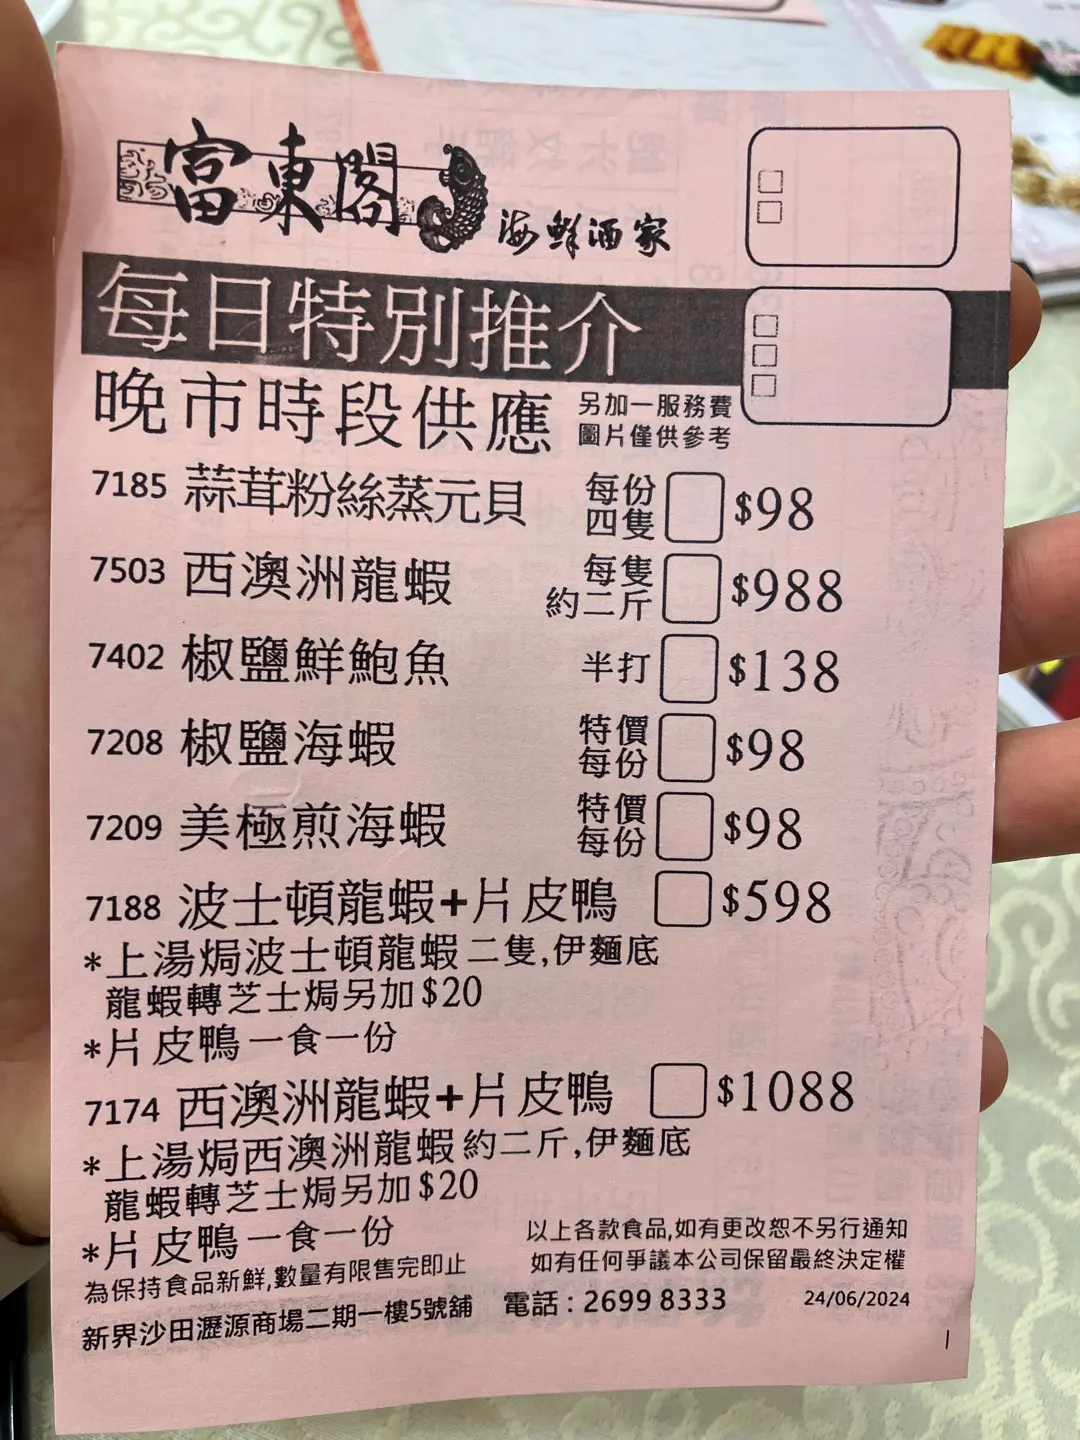 富東閣 海鮮酒家
每日特別推介
晚市時段供應 另加一服務費
圖片僅供參考
7185 蒜茸粉絲蒸元貝 每份四隻 $98
7503 西澳洲龍蝦 每隻約二斤 $988
7402 椒鹽鮮鮑魚 半打 $138
7208 椒鹽海蝦 特價每份 $98
7209 美極煎海蝦 特價每份 $98
7188 波士頓龍蝦+片皮鴨 $598
*上湯焗波士頓龍蝦二隻,伊麵底
龍蝦轉芝士焗另加$20
*片皮鴨一食一份
7174 西澳洲龍蝦+片皮鴨 $1088
*上湯焗西澳洲龍蝦約二斤,伊麵底
龍蝦轉芝士焗另加$20
*片皮鴨一食一份
以上各款食品,如有更改恕不另行通知
為保持食品新鮮,數量有限售完即止
如有任何爭議本公司保留最終決定權
新界沙田瀝源商場二期一樓5號舖 電話:2699 8333
24/06/2024